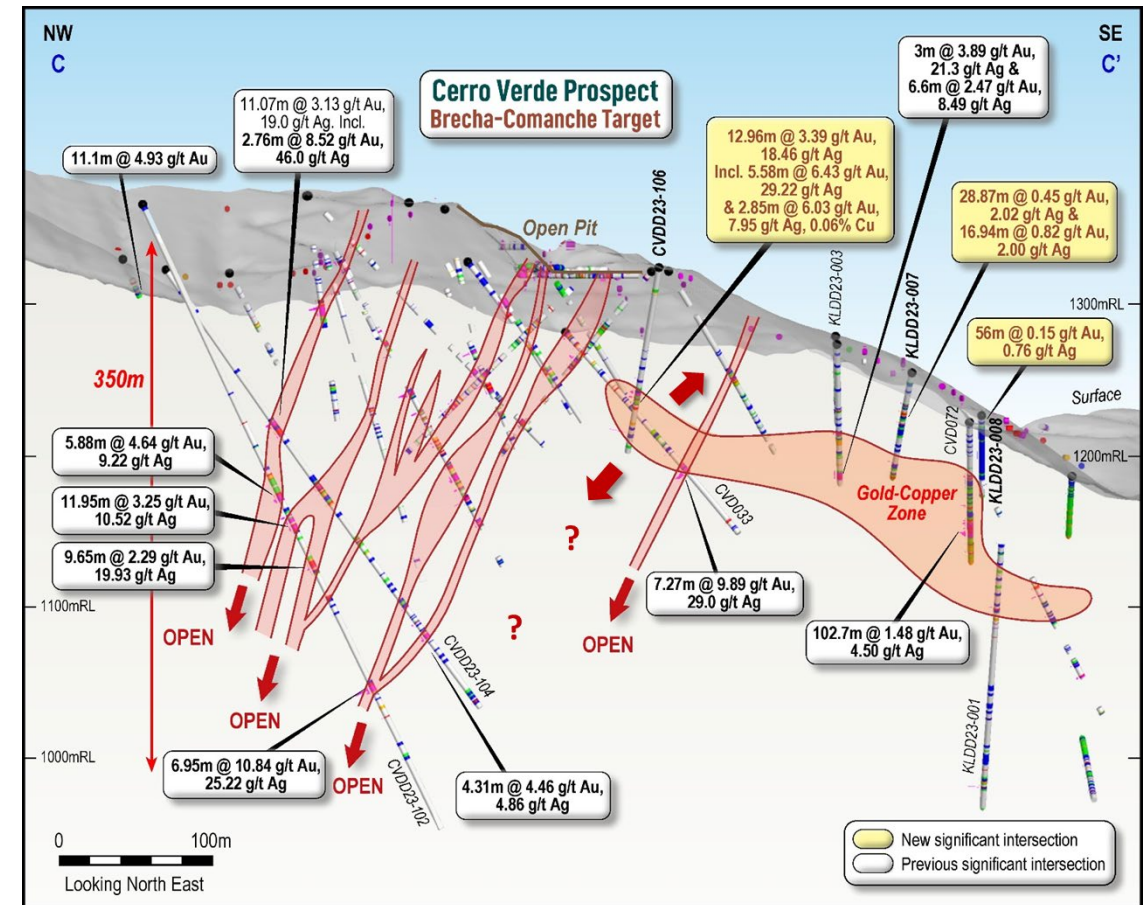 NW
C
SE
C'
Cerro Verde Prospect
Brecha-Comanche Target
11.1m @ 4.93 g/t Au
11.07m @ 3.13 g/t Au,
19.0 g/t Ag. Incl.
2.76m @ 8.52 g/t Au,
46.0 g/t Ag
12.96m @ 3.39 g/t Au,
18.46 g/t Ag
Incl. 5.58m @ 6.43 g/t Au,
29.22 g/t Ag
& 2.85m @ 6.03 g/t Au,
7.95 g/t Ag, 0.06% Cu
3m @ 3.89 g/t Au,
21.3 g/t Ag &
6.6m @ 2.47 g/t Au,
8.49 g/t Ag
28.87m @ 0.45 g/t Au,
2.02 g/t Ag &
16.94m @ 0.82 g/t Au,
2.00 g/t Ag
56m @ 0.15 g/t Au,
0.76 g/t Ag
Open Pit
CVDD23-106
KLDD23-003
KLDD23-007
CVD072
KLDD23-008
Surface
1300mRL
1200mRL
350m
5.88m @ 4.64 g/t Au,
9.22 g/t Ag
11.95m @ 3.25 g/t Au,
10.52 g/t Ag
9.65m @ 2.29 g/t Au,
19.93 g/t Ag
Gold-Copper
Zone
CVD033
?
?
7.27m @ 9.89 g/t Au,
29.0 g/t Ag
102.7m @ 1.48 g/t Au,
4.50 g/t Ag
1100mRL
OPEN
OPEN
OPEN
OPEN
CVDD23-104
KLDD23-001
1000mRL
6.95m @ 10.84 g/t Au,
25.22 g/t Ag
CVDD23-102
4.31m @ 4.46 g/t Au,
4.86 g/t Ag
0 100m
Looking North East
New significant intersection
Previous significant intersection